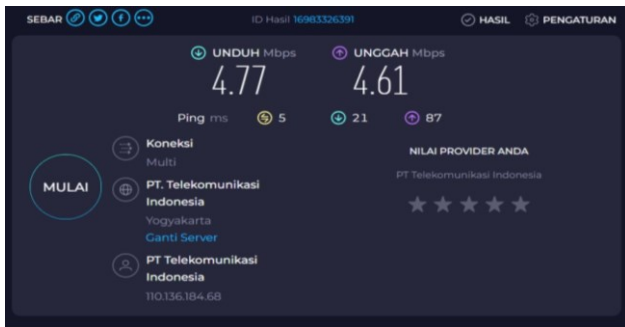 SEBAR
ID Hasil 16983326391
HASIL
PENGATURAN
UNDUH Mbps
4.77
UNGGAH Mbps
4.61
Ping ms 5 21 87
Koneksi
Multi
PT. Telekomunikasi
Indonesia
Yogyakarta
Ganti Server
PT Telekomunikasi
Indonesia
110.136.184.68
MULAI
NILAI PROVIDER ANDA
PT Telekomunikasi Indonesia